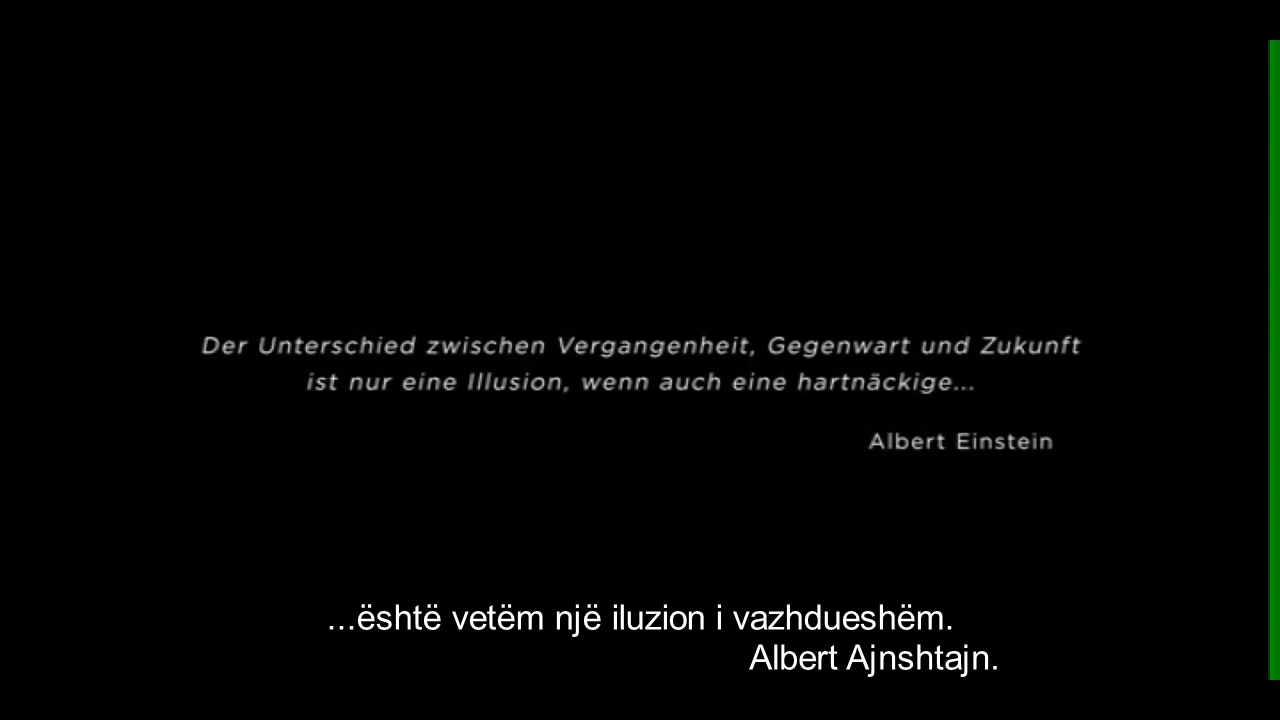 Der Unterschied zwischen Vergangenheit, Gegenwart und Zukunft
ist nur eine Illusion, wenn auch eine hartnäckige...
Albert Einstein
...është vetëm një iluzion i vazhdueshëm.
Albert Ajnshtajn.